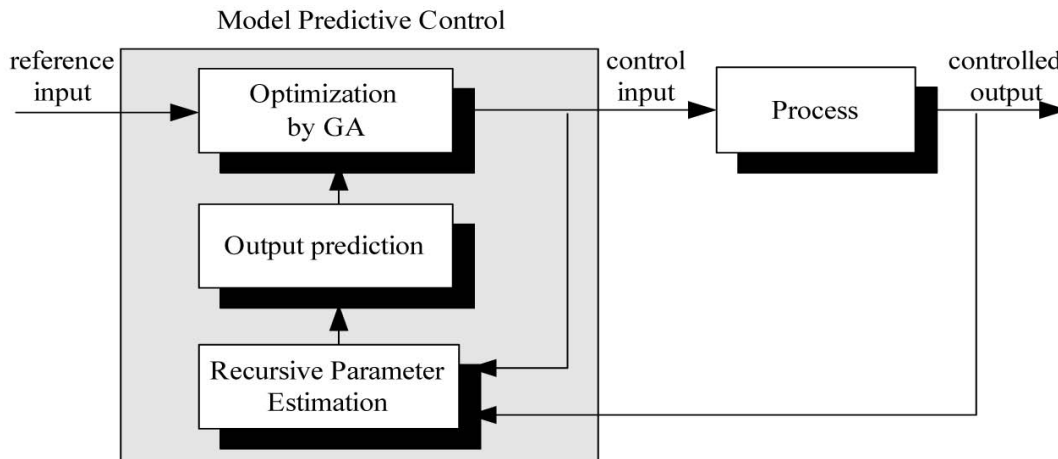 Model Predictive Control
reference
input
Optimization
by GA
control
input
Process
controlled
output
Output prediction
Recursive Parameter
Estimation